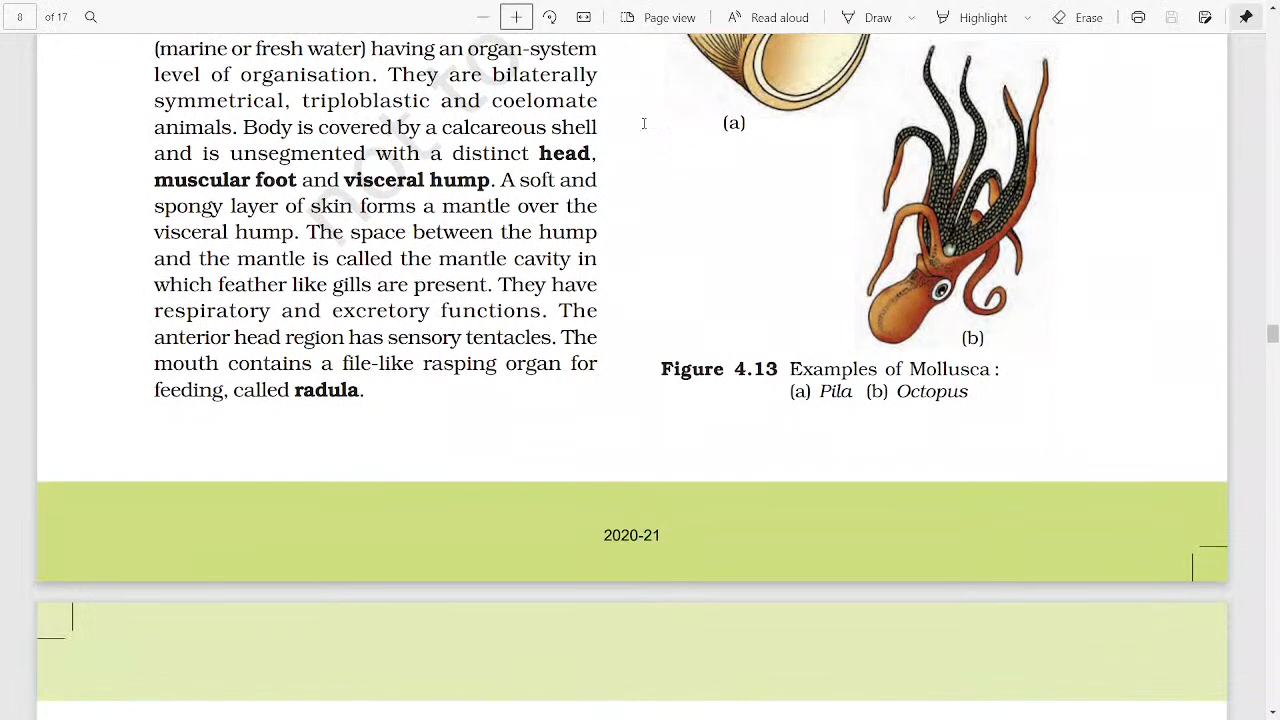 8 of 17
Page view
Read aloud
Draw
Highlight
Erase
(marine or fresh water) having an organ-system
level of organisation. They are bilaterally
symmetrical, triploblastic and coelomate
animals. Body is covered by a calcareous shell
and is unsegmented with a distinct head,
muscular foot and visceral hump. A soft and
spongy layer of skin forms a mantle over the
visceral hump. The space between the hump
and the mantle is called the mantle cavity in
which feather like gills are present. They have
respiratory and excretory functions. The
anterior head region has sensory tentacles. The
mouth contains a file-like rasping organ for
feeding, called radula.
not to
(a)
(b)
Figure 4.13 Examples of Mollusca :
(a) Pila (b) Octopus
2020-21